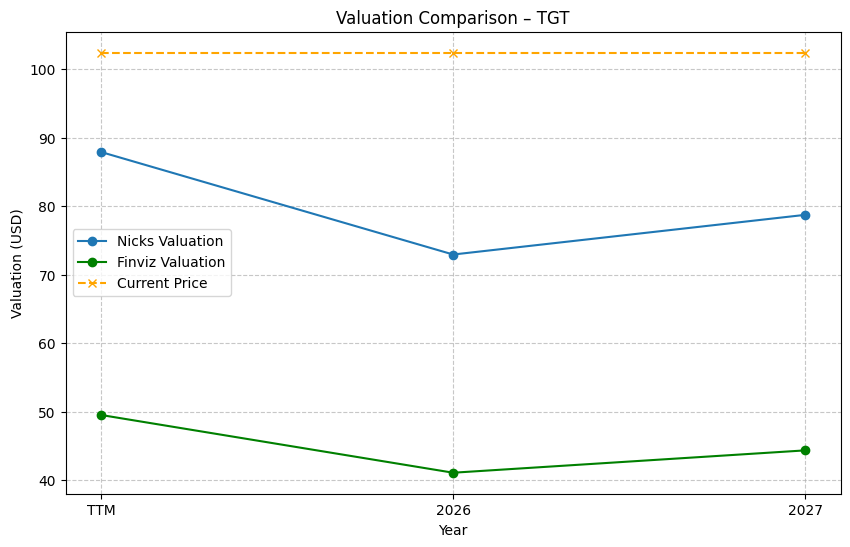 Valuation Comparison – TGT
Valuation (USD)
100
90
80
70
60
50
40
Nicks Valuation
Finviz Valuation
Current Price
TTM
2026
2027
Year